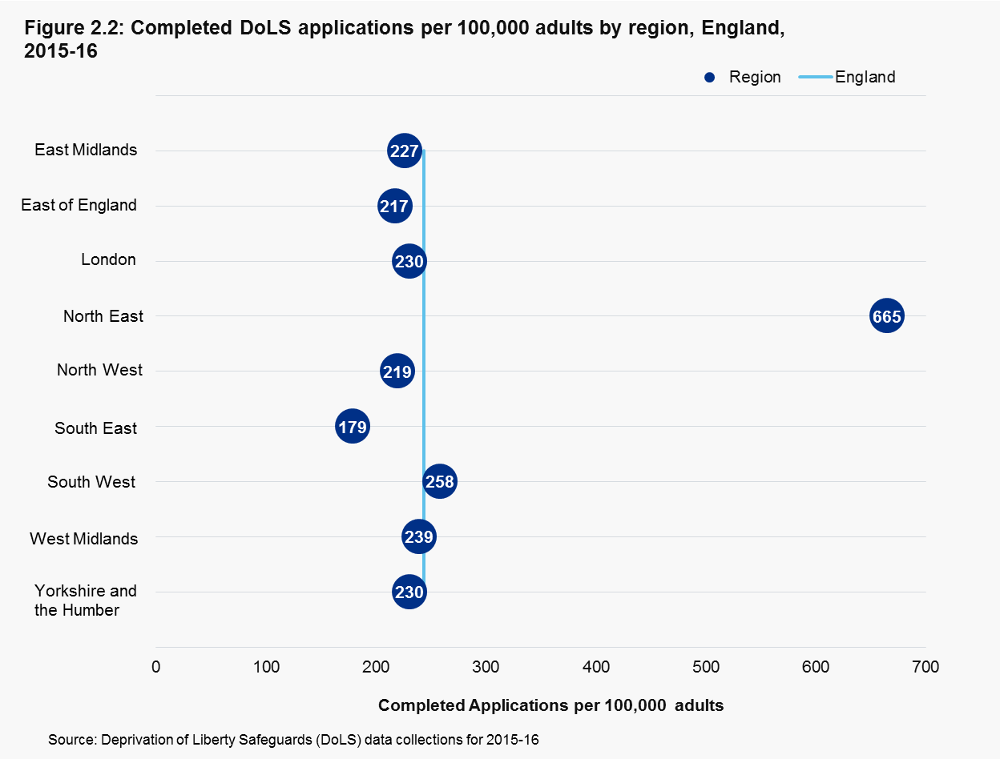 Figure 2.2: Completed DoLS applications per 100,000 adults by region, England,
2015-16
Region England
East Midlands 227
East of England 217
London 230
North East 665
North West 219
South East 179
South West 258
West Midlands 239
Yorkshire and
the Humber 230
0 100 200 300 400 500 600 700
Completed Applications per 100,000 adults
Source: Deprivation of Liberty Safeguards (DoLS) data collections for 2015-16